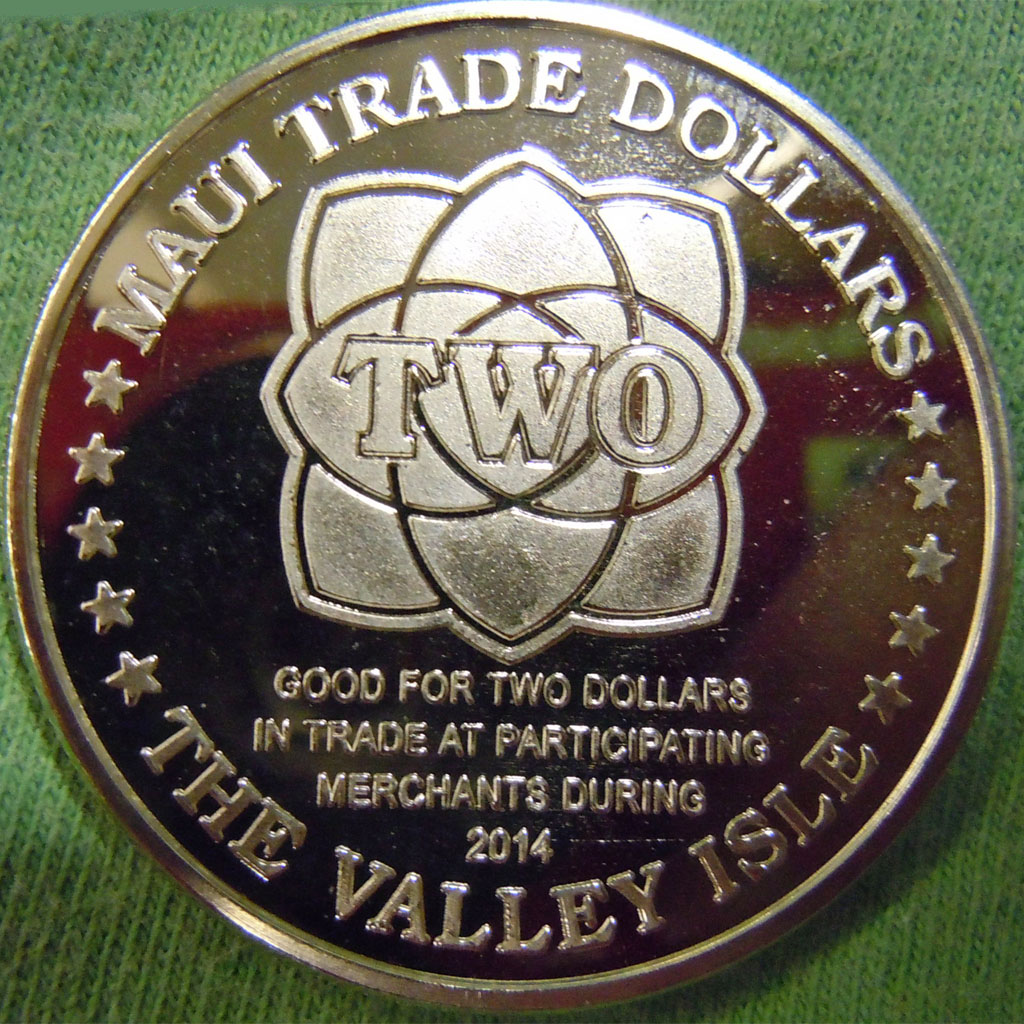 MAUI TRADE DOLLARS
TWO
GOOD FOR TWO DOLLARS
IN TRADE AT PARTICIPATING
MERCHANTS DURING
2014
THE VALLEY ISLE